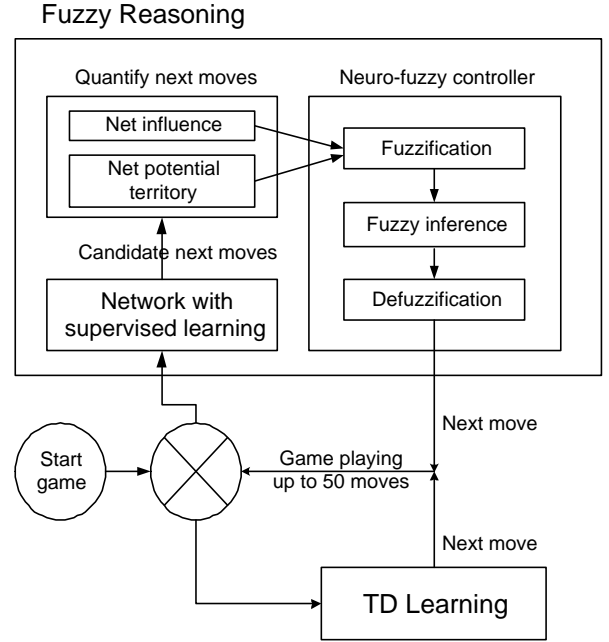 Fuzzy Reasoning
Quantify next moves
Neuro-fuzzy controller
Net influence
Fuzzification
Net potential
territory
Fuzzy inference
Candidate next moves
Defuzzification
Network with
supervised learning
Next move
Start
game
Game playing
up to 50 moves
Next move
TD Learning